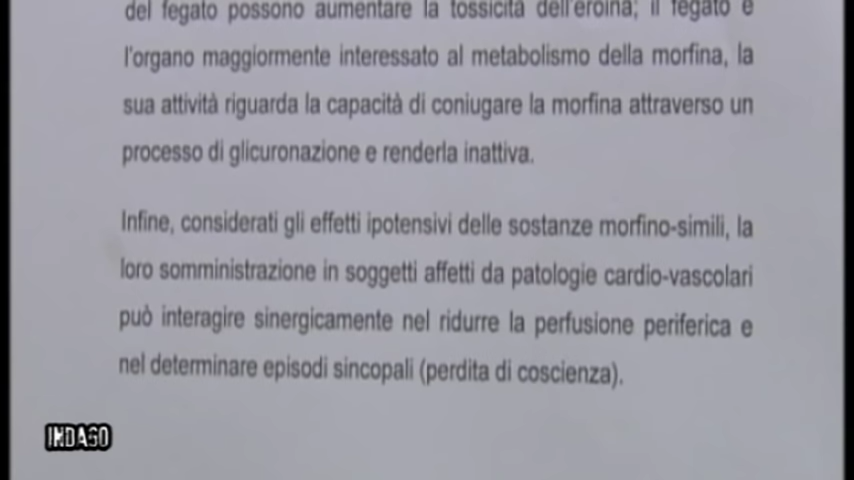 del fegato possono aumentare la tossicità dell'eroina; il fegato è
l'organo maggiormente interessato al metabolismo della morfina, la
sua attività riguarda la capacità di coniugare la morfina attraverso un
processo di glicuronazione e renderla inattiva.
Infine, considerati gli effetti ipotensivi delle sostanze morfino-simili, la
loro somministrazione in soggetti affetti da patologie cardio-vascolari
può interagire sinergicamente nel ridurre la perfusione periferica e
nel determinare episodi sincopali (perdita di coscienza).
INDAGO